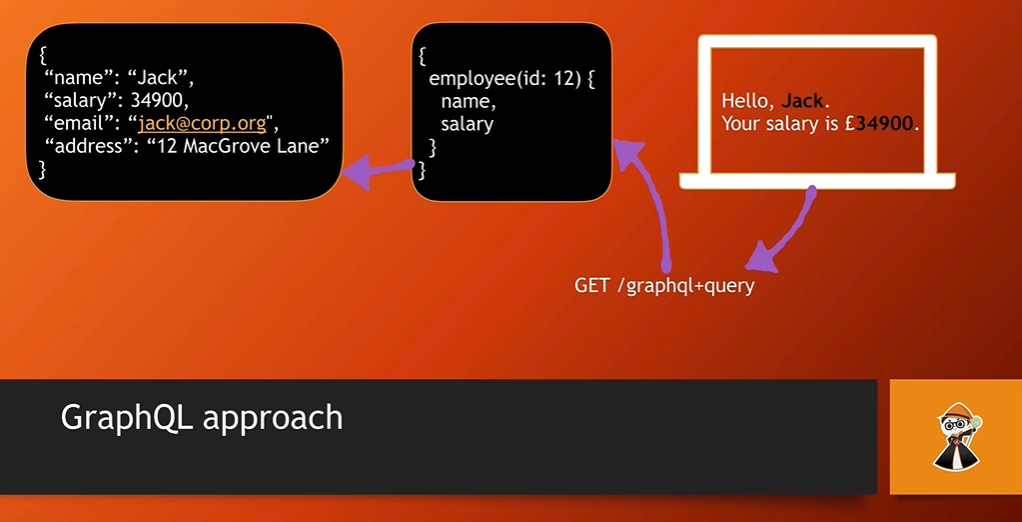 {
“name”: “Jack”,
“salary”: 34900,
“email”: “jack@corp.org",
“address”: “12 MacGrove Lane”
}
{
employee(id: 12) {
name,
salary
}
}
Hello, Jack.
Your salary is £34900.
GET /graphql+query
GraphQL approach